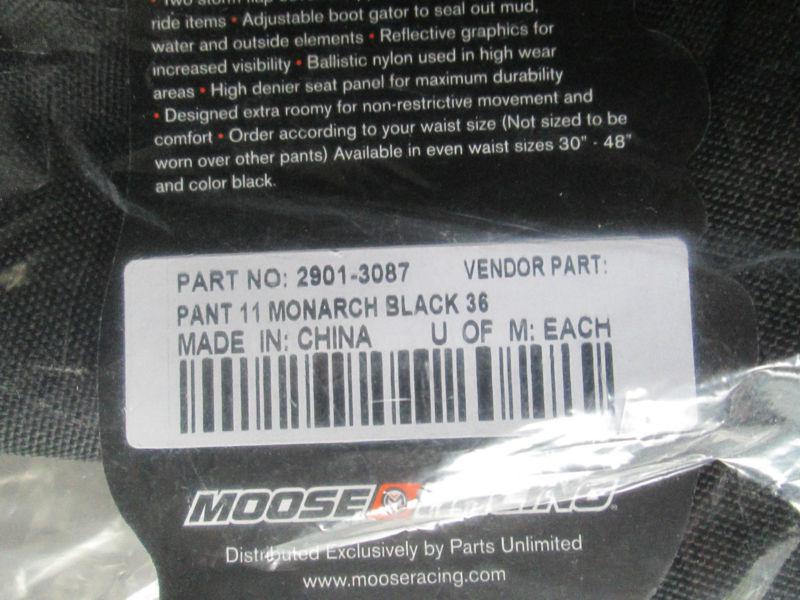 ride items • Adjustable boot gator to seal out mud,
water and outside elements • Reflective graphics for
increased visibility • Ballistic nylon used in high wear
areas • High denier seat panel for maximum durability
• Designed extra roomy for non-restrictive movement and
comfort • Order according to your waist size (Not sized to be
worn over other pants) Available in even waist sizes 30" - 48"
and color black.
PART NO: 2901-3087 VENDOR PART:
PANT 11 MONARCH BLACK 36
MADE IN: CHINA U OF M: EACH
MOOSE RACING
Distributed Exclusively by Parts Unlimited
www.mooseracing.com